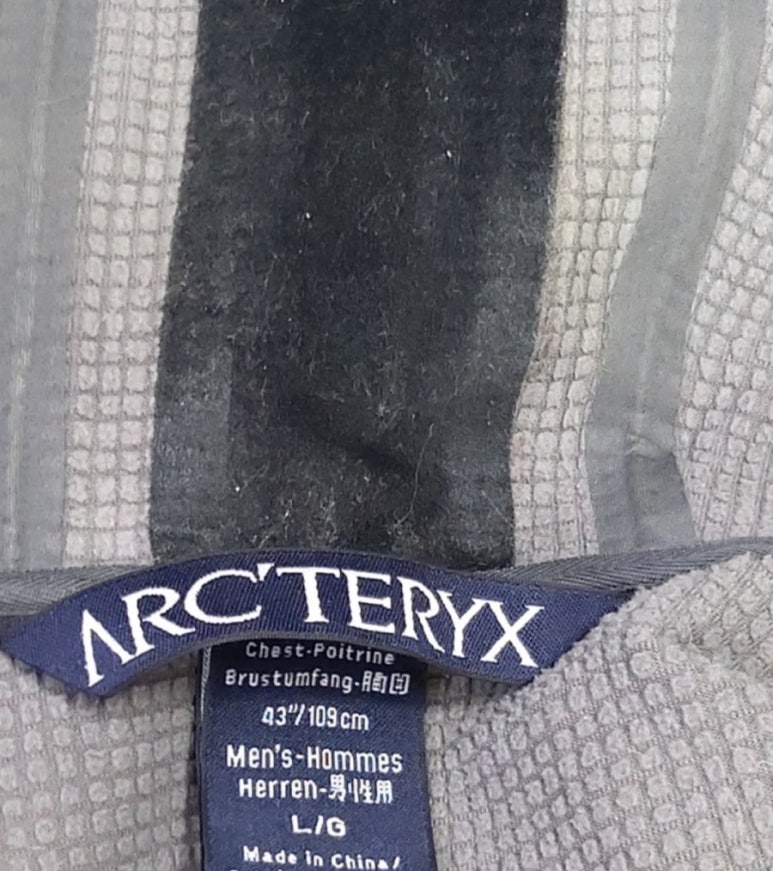 ARC'TERYX
Chest-Poitrine
Brustumfang-胸囲
43"/109cm
Men's-Hommes
Herren-男性用
L/G
Made in China/